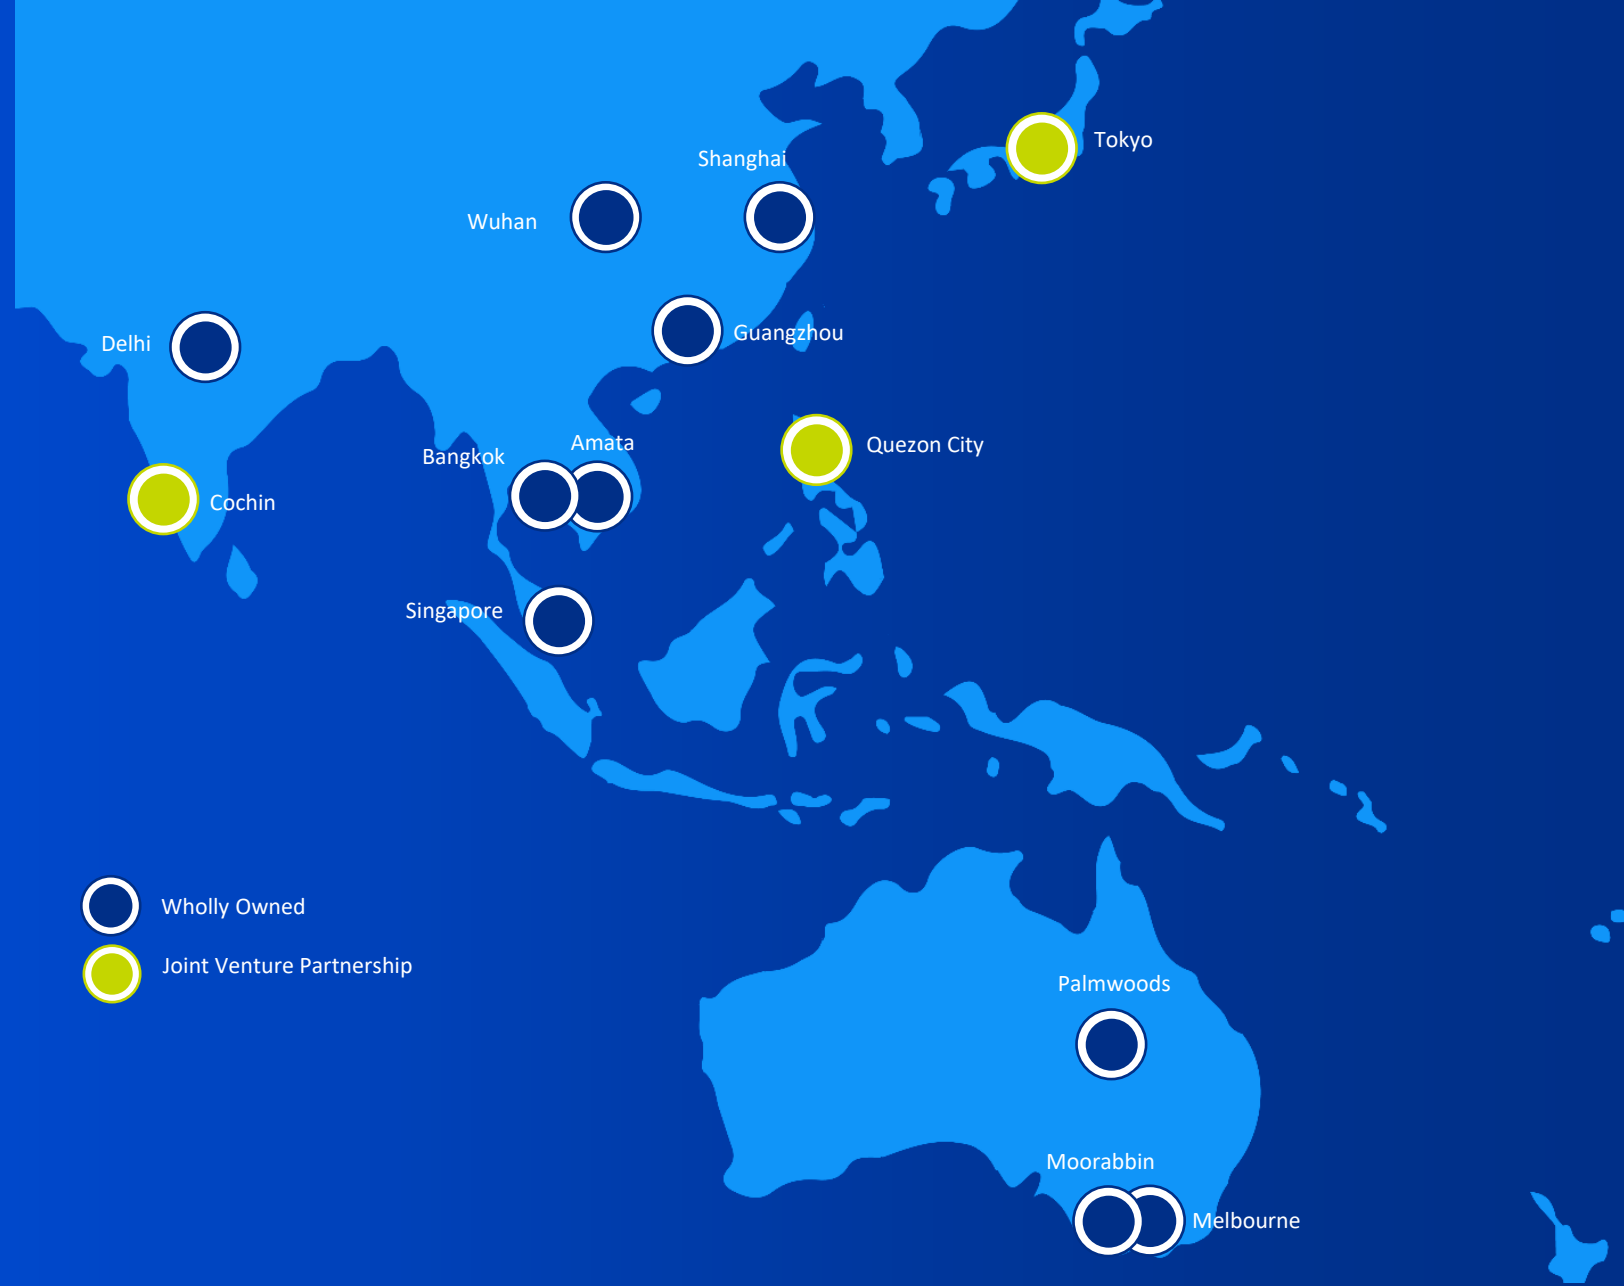 Tokyo
Shanghai
Wuhan
Guangzhou
Delhi
Amata
Quezon City
Bangkok
Cochin
Singapore
Wholly Owned
Joint Venture Partnership
Palmwoods
Moorabbin
Melbourne